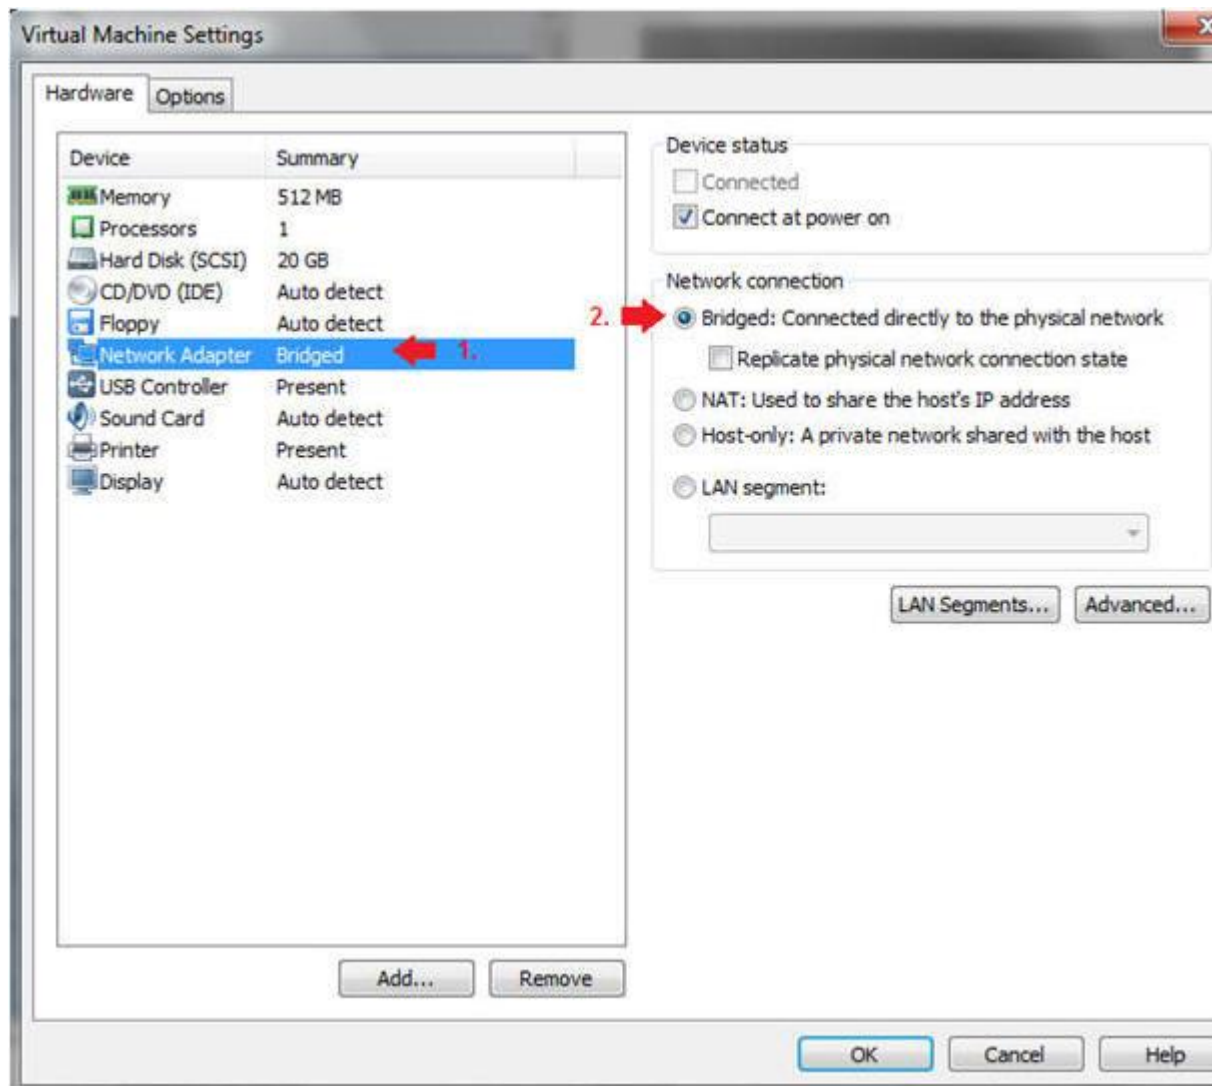 Virtual Machine Settings
X
Hardware Options
Device Summary
Memory 512 MB
Processors 1
Hard Disk (SCSI) 20 GB
CD/DVD (IDE) Auto detect
Floppy Auto detect
Network Adapter Bridged 1.
USB Controller Present
Sound Card Auto detect
Printer Present
Display Auto detect
Add... Remove
Device status
Connected
Connect at power on
Network connection
2. Bridged: Connected directly to the physical network
Replicate physical network connection state
NAT: Used to share the host's IP address
Host-only: A private network shared with the host
LAN segment:
LAN Segments... Advanced...
OK Cancel Help